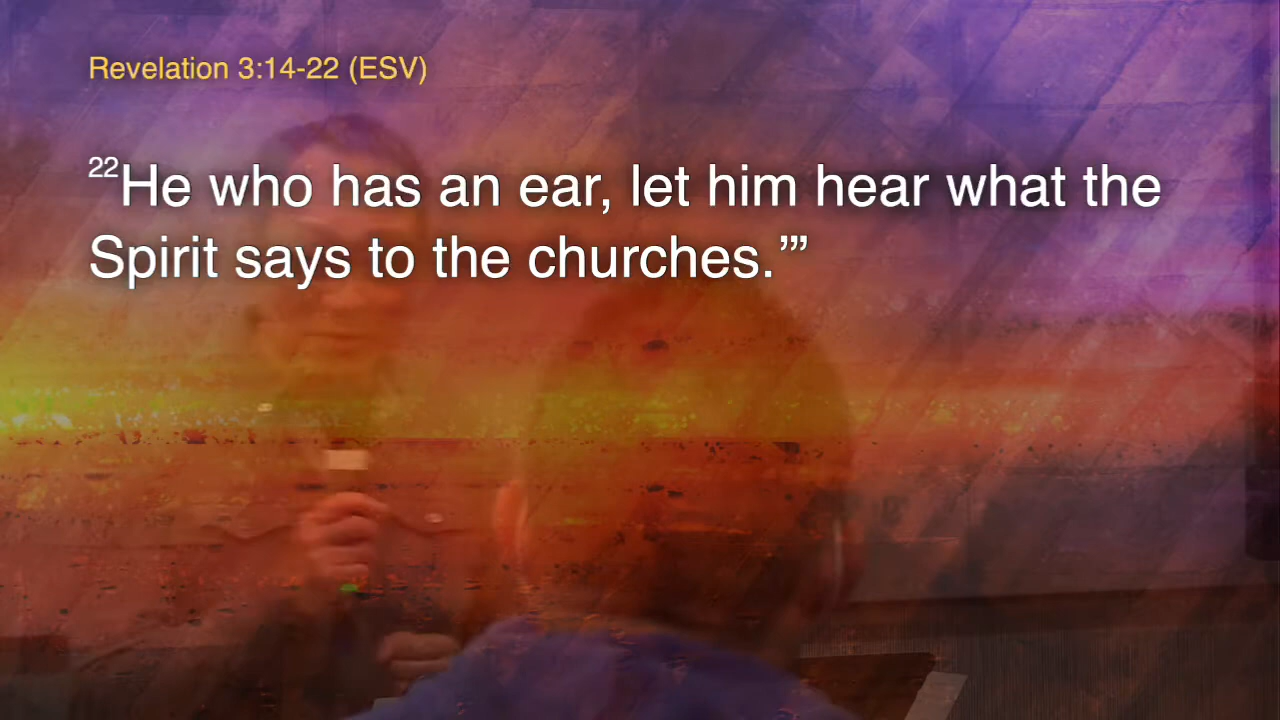 Revelation 3:14-22 (ESV)
22He who has an ear, let him hear what the
Spirit says to the churches.’”